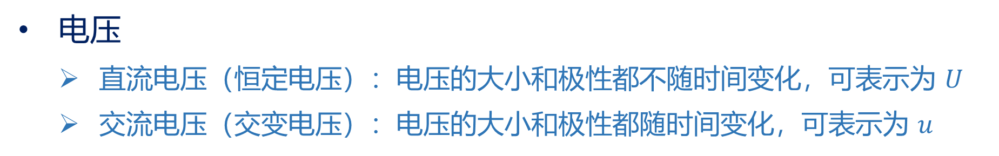 • 电压
➢ 直流电压（恒定电压）：电压的大小和极性都不随时间变化，可表示为 U
➢ 交流电压（交变电压）：电压的大小和极性都随时间变化，可表示为 u